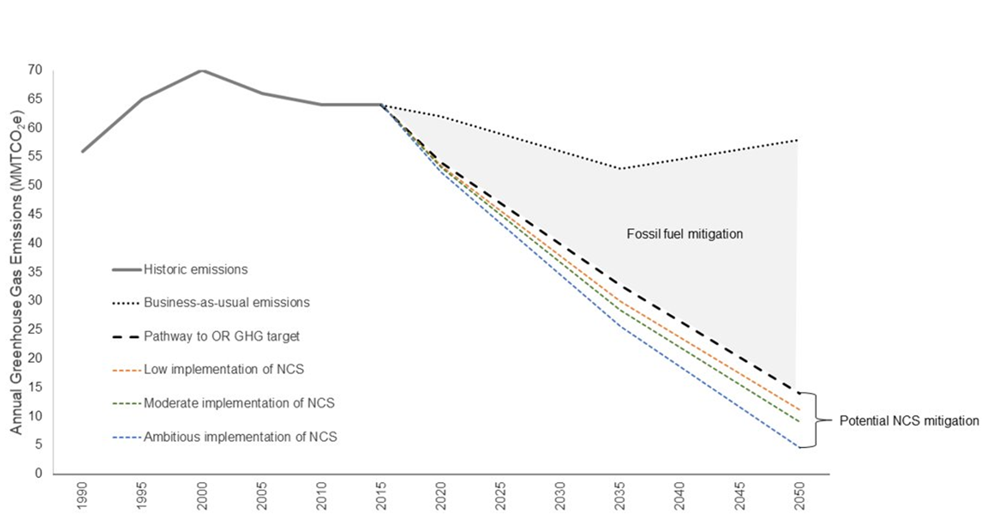 Annual Greenhouse Gas Emissions (MMTCO₂e)
70
65
60
55
50
45
40
35
30
25
20
15
10
5
0
Fossil fuel mitigation
Historic emissions
Business-as-usual emissions
Pathway to OR GHG target
Low implementation of NCS
Moderate implementation of NCS
Ambitious implementation of NCS
Potential NCS mitigation
1990 1995 2000 2005 2010 2015 2020 2025 2030 2035 2040 2045 2050